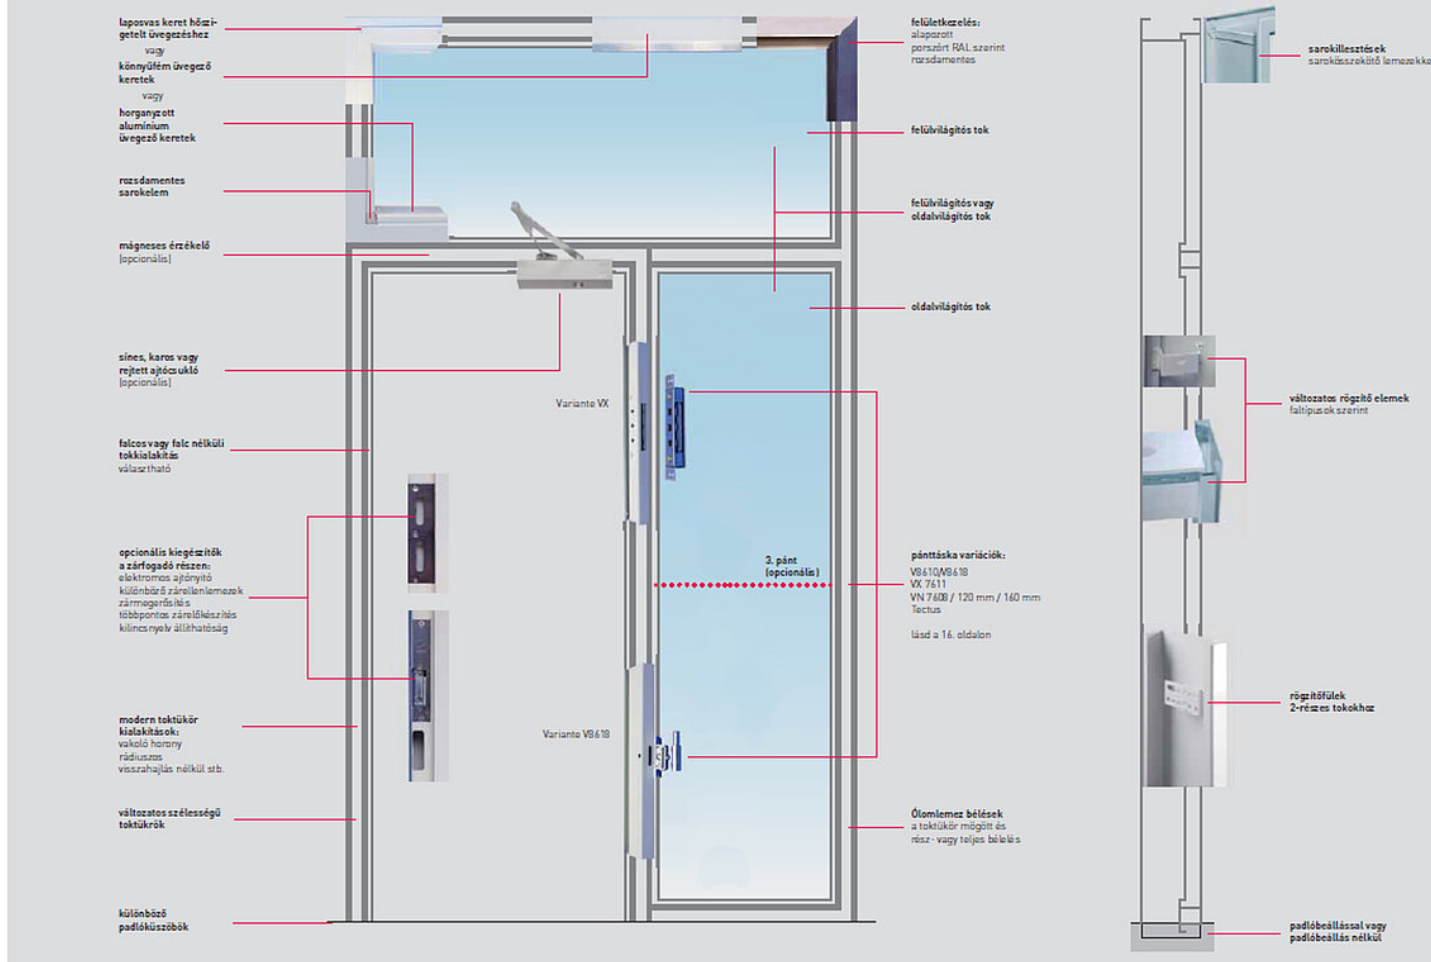 laposvas keret hőszi-
getelt üvegezéshez
vagy
könnyűfém üvegező
keretek
vagy
horganyzott
alumínium
üvegező keretek
rozsdamentes
sarokelem
mágneses érzékelő
(opcionális)
sínes, karos vagy
rejtett ajtócsukló
(opcionális)
falcos vagy falc nélküli
tokkialakítás
választható
opcionális kiegészítők
a zárfogadó részen:
elektromos ajtónyitó
különböző zárellenlemezek
zármegerősítés
többpontos zárelőkészítés
kilincsnyelv állíthatóság
modern toktükör
kialakítások:
vakoló horony
rádiuszos
visszahajlás nélkül stb.
változatos szélességű
toktükrök
különböző
padlóküszöbök
Variante VX
Variante V8618
3. pánt
(opcionális)
felületkezelés:
alapozott
porszórt RAL szerint
rozsdamentes
felülvilágítós tok
felülvilágítós vagy
oldalvilágítós tok
oldalvilágítós tok
pánttáska variációk:
V8610/V8618
VX 7611
VN 7608 / 120 mm / 160 mm
Tectus
lásd a 16. oldalon
Ólomlemez bélések
a toktükör mögött és
rész- vagy teljes bélelés
sarokillesztések
sarokösszekötő lemezekke
változatos rögzítő elemek
faltípusok szerint
rögzítőfülek
2-részes tokokhoz
padlóbeállással vagy
padlóbeállás nélkül